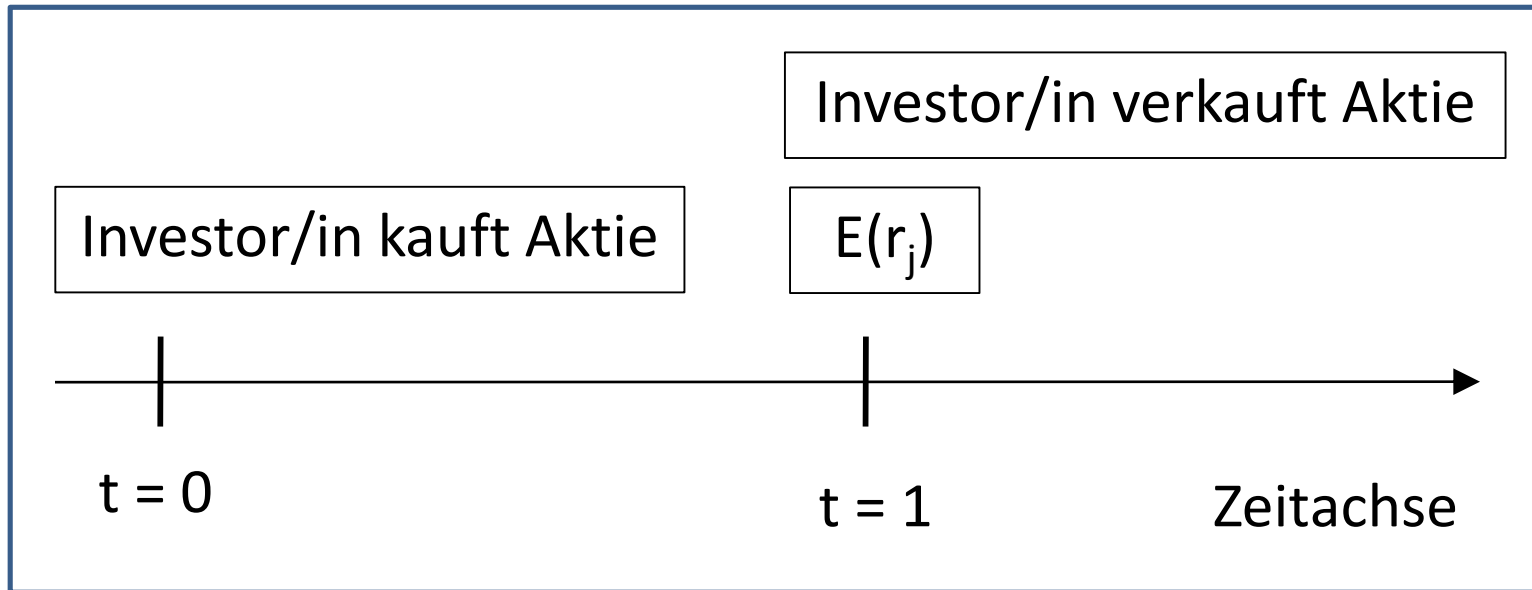 Investor/in verkauft Aktie
Investor/in kauft Aktie
E(rⱼ)
t = 0
t = 1
Zeitachse